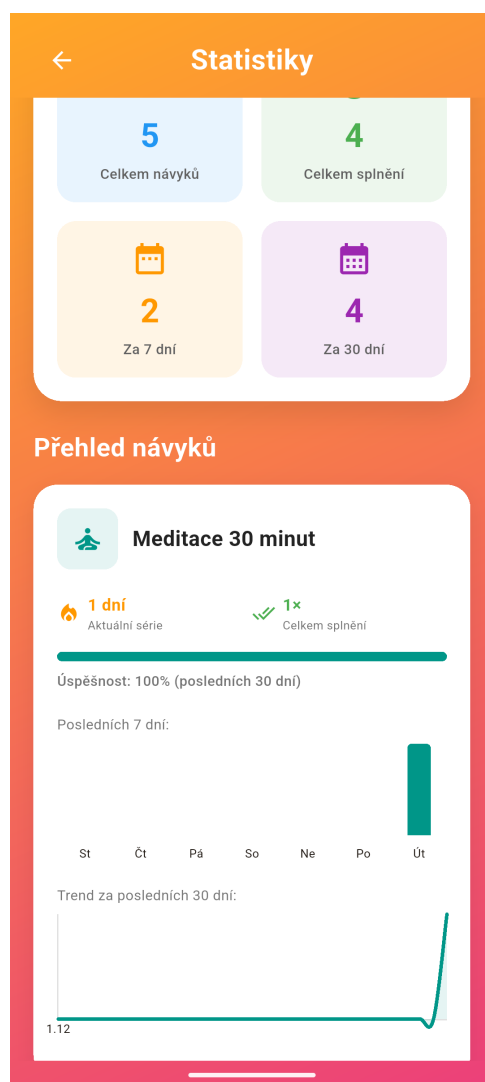 Statistiky
5
4
Celkem návyků
Celkem splnění
2
4
Za 7 dní
Za 30 dní
Přehled návyků
Meditace 30 minut
1 dní
1×
Aktuální série
Celkem splnění
Úspěšnost: 100% (posledních 30 dní)
Posledních 7 dní:
St Čt Pá So Ne Po Út
Trend za posledních 30 dní:
1.12